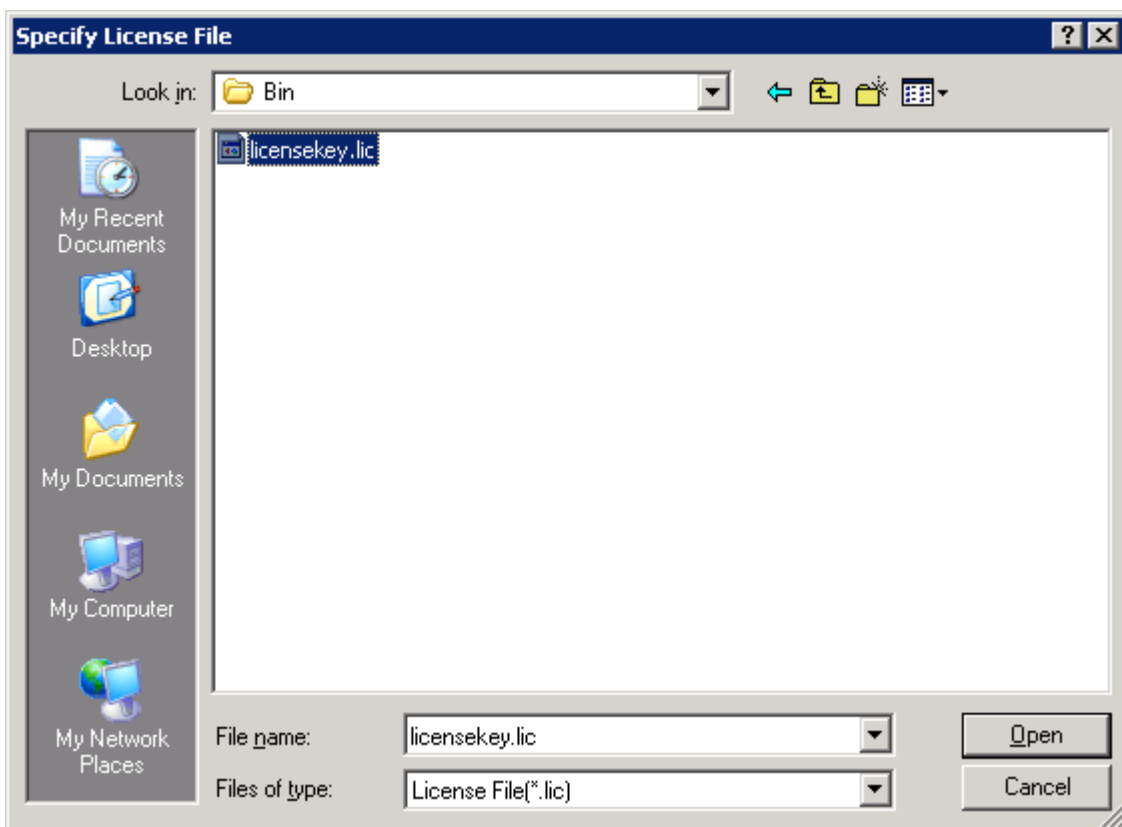 Specify License File
? X
Look in: Bin
licensekey.lic
My Recent
Documents
Desktop
My Documents
My Computer
My Network
Places
File name: licensekey.lic
Open
Files of type: License File(*.lic)
Cancel